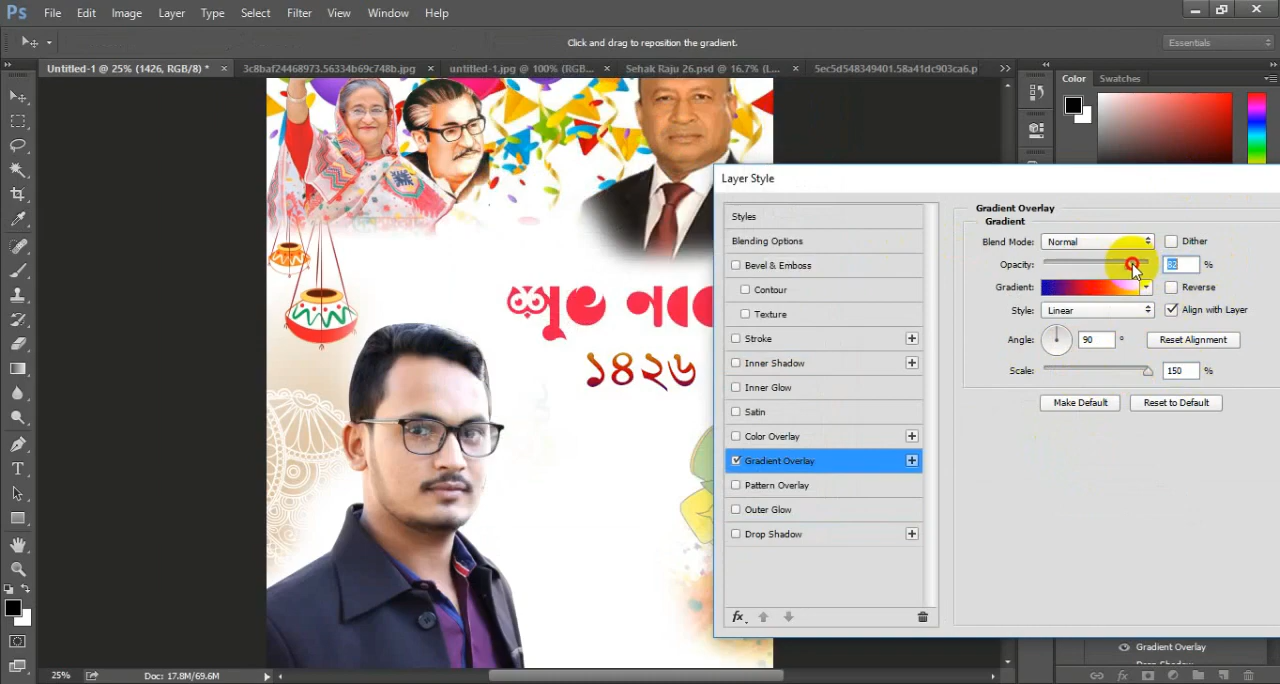 Ps File Edit Image Layer Type Select Filter View Window Help
Click and drag to reposition the gradient.
Essentials
Untitled-1 @ 25% (1426, RGB/8) * × 3c8baf24468973.56334b69c748b.jpg × untitled-1.jpg @ 100% (RGB... × Sehak Raju 26.psd @ 16.7% (L... × 5ec5d548349401.58a41dc903ca6.p
Color Swatches
Layer Style
Styles
Blending Options
Bevel & Emboss
Contour
Texture
Stroke
Inner Shadow
Inner Glow
Satin
Color Overlay
Gradient Overlay
Pattern Overlay
Outer Glow
Drop Shadow
fx
Gradient Overlay
Gradient
Blend Mode: Normal Dither
Opacity: 82 %
Gradient: Reverse
Style: Linear Align with Layer
Angle: 90 °
Reset Alignment
Scale: 150 %
Make Default Reset to Default
শুভ
১৪২৬
Gradient Overlay
Drop Shadow
25% Doc: 17.8M/69.6M